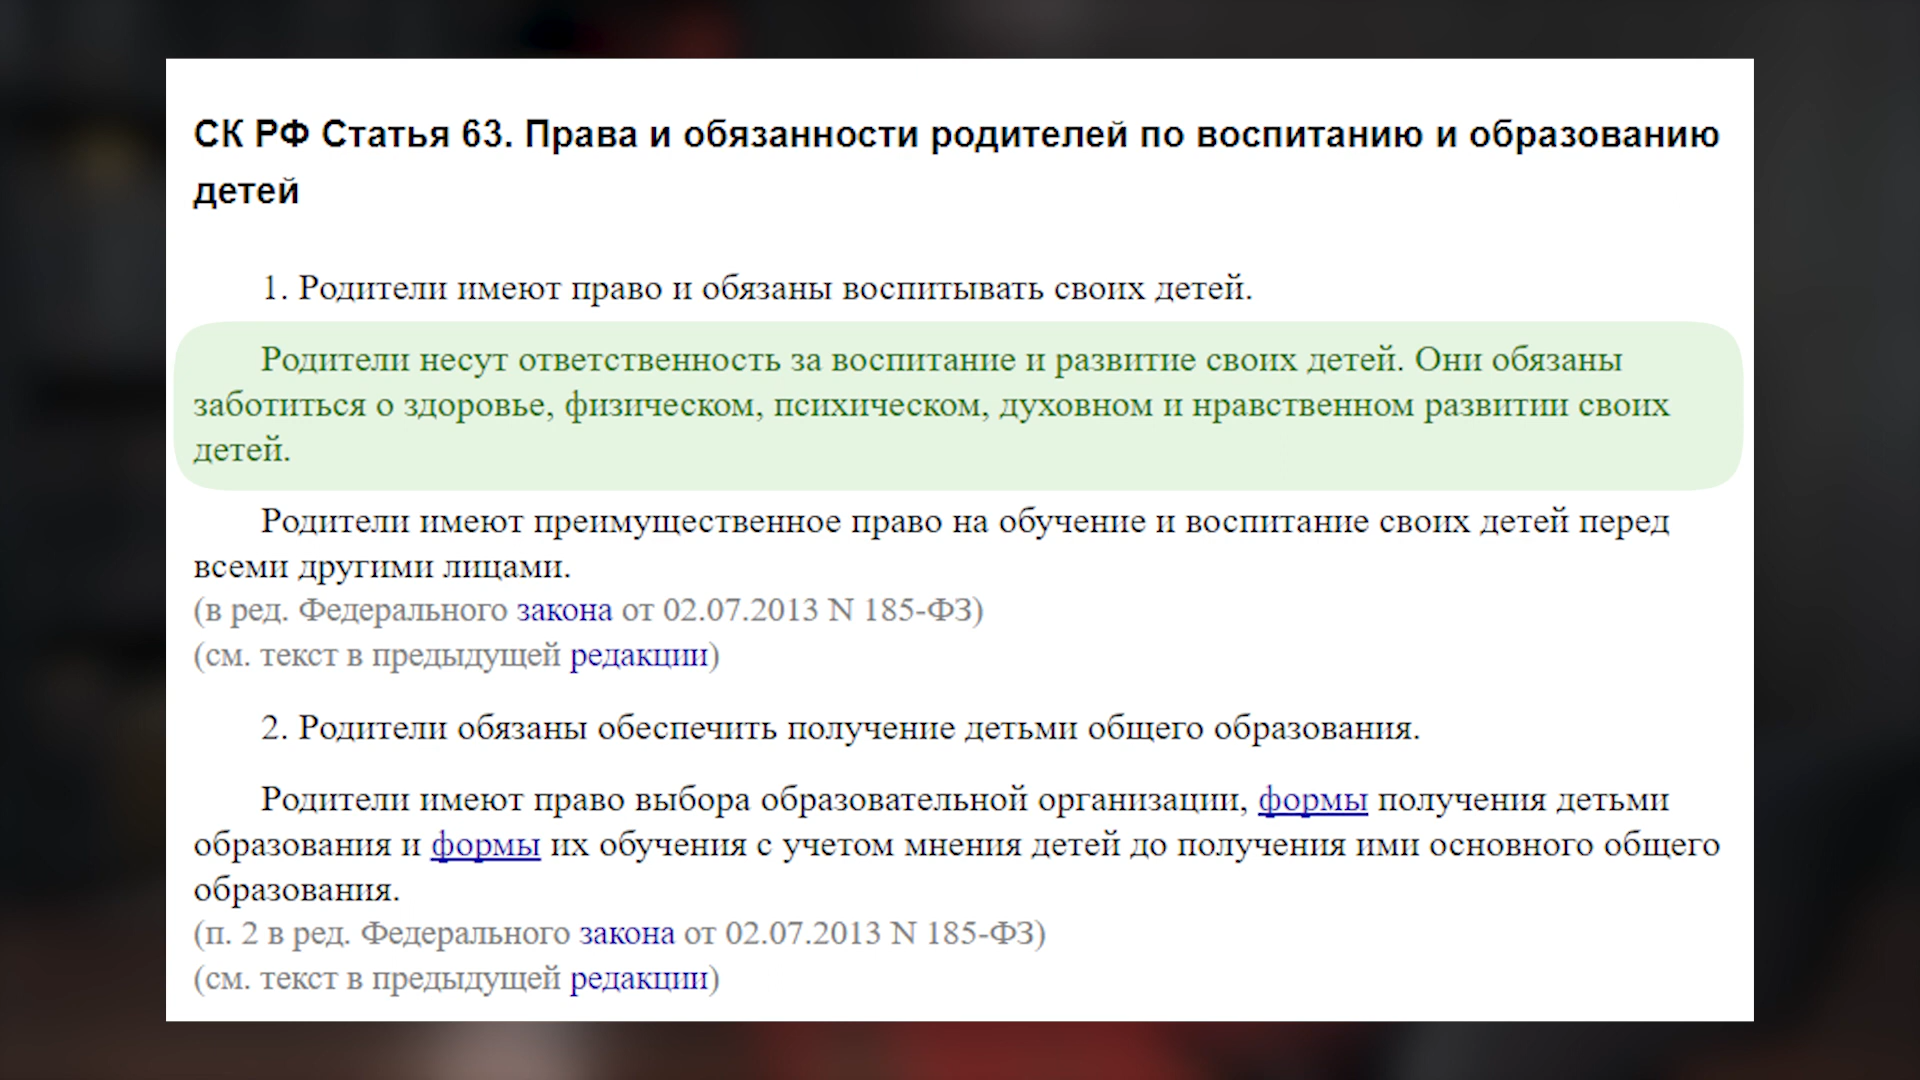 СК РФ Статья 63. Права и обязанности родителей по воспитанию и образованию
детей
1. Родители имеют право и обязаны воспитывать своих детей.
Родители несут ответственность за воспитание и развитие своих детей. Они обязаны
заботиться о здоровье, физическом, психическом, духовном и нравственном развитии своих
детей.
Родители имеют преимущественное право на обучение и воспитание своих детей перед
всеми другими лицами.
(в ред. Федерального закона от 02.07.2013 N 185-ФЗ)
(см. текст в предыдущей редакции)
2. Родители обязаны обеспечить получение детьми общего образования.
Родители имеют право выбора образовательной организации, формы получения детьми
образования и формы их обучения с учетом мнения детей до получения ими основного общего
образования.
(п. 2 в ред. Федерального закона от 02.07.2013 N 185-ФЗ)
(см. текст в предыдущей редакции)